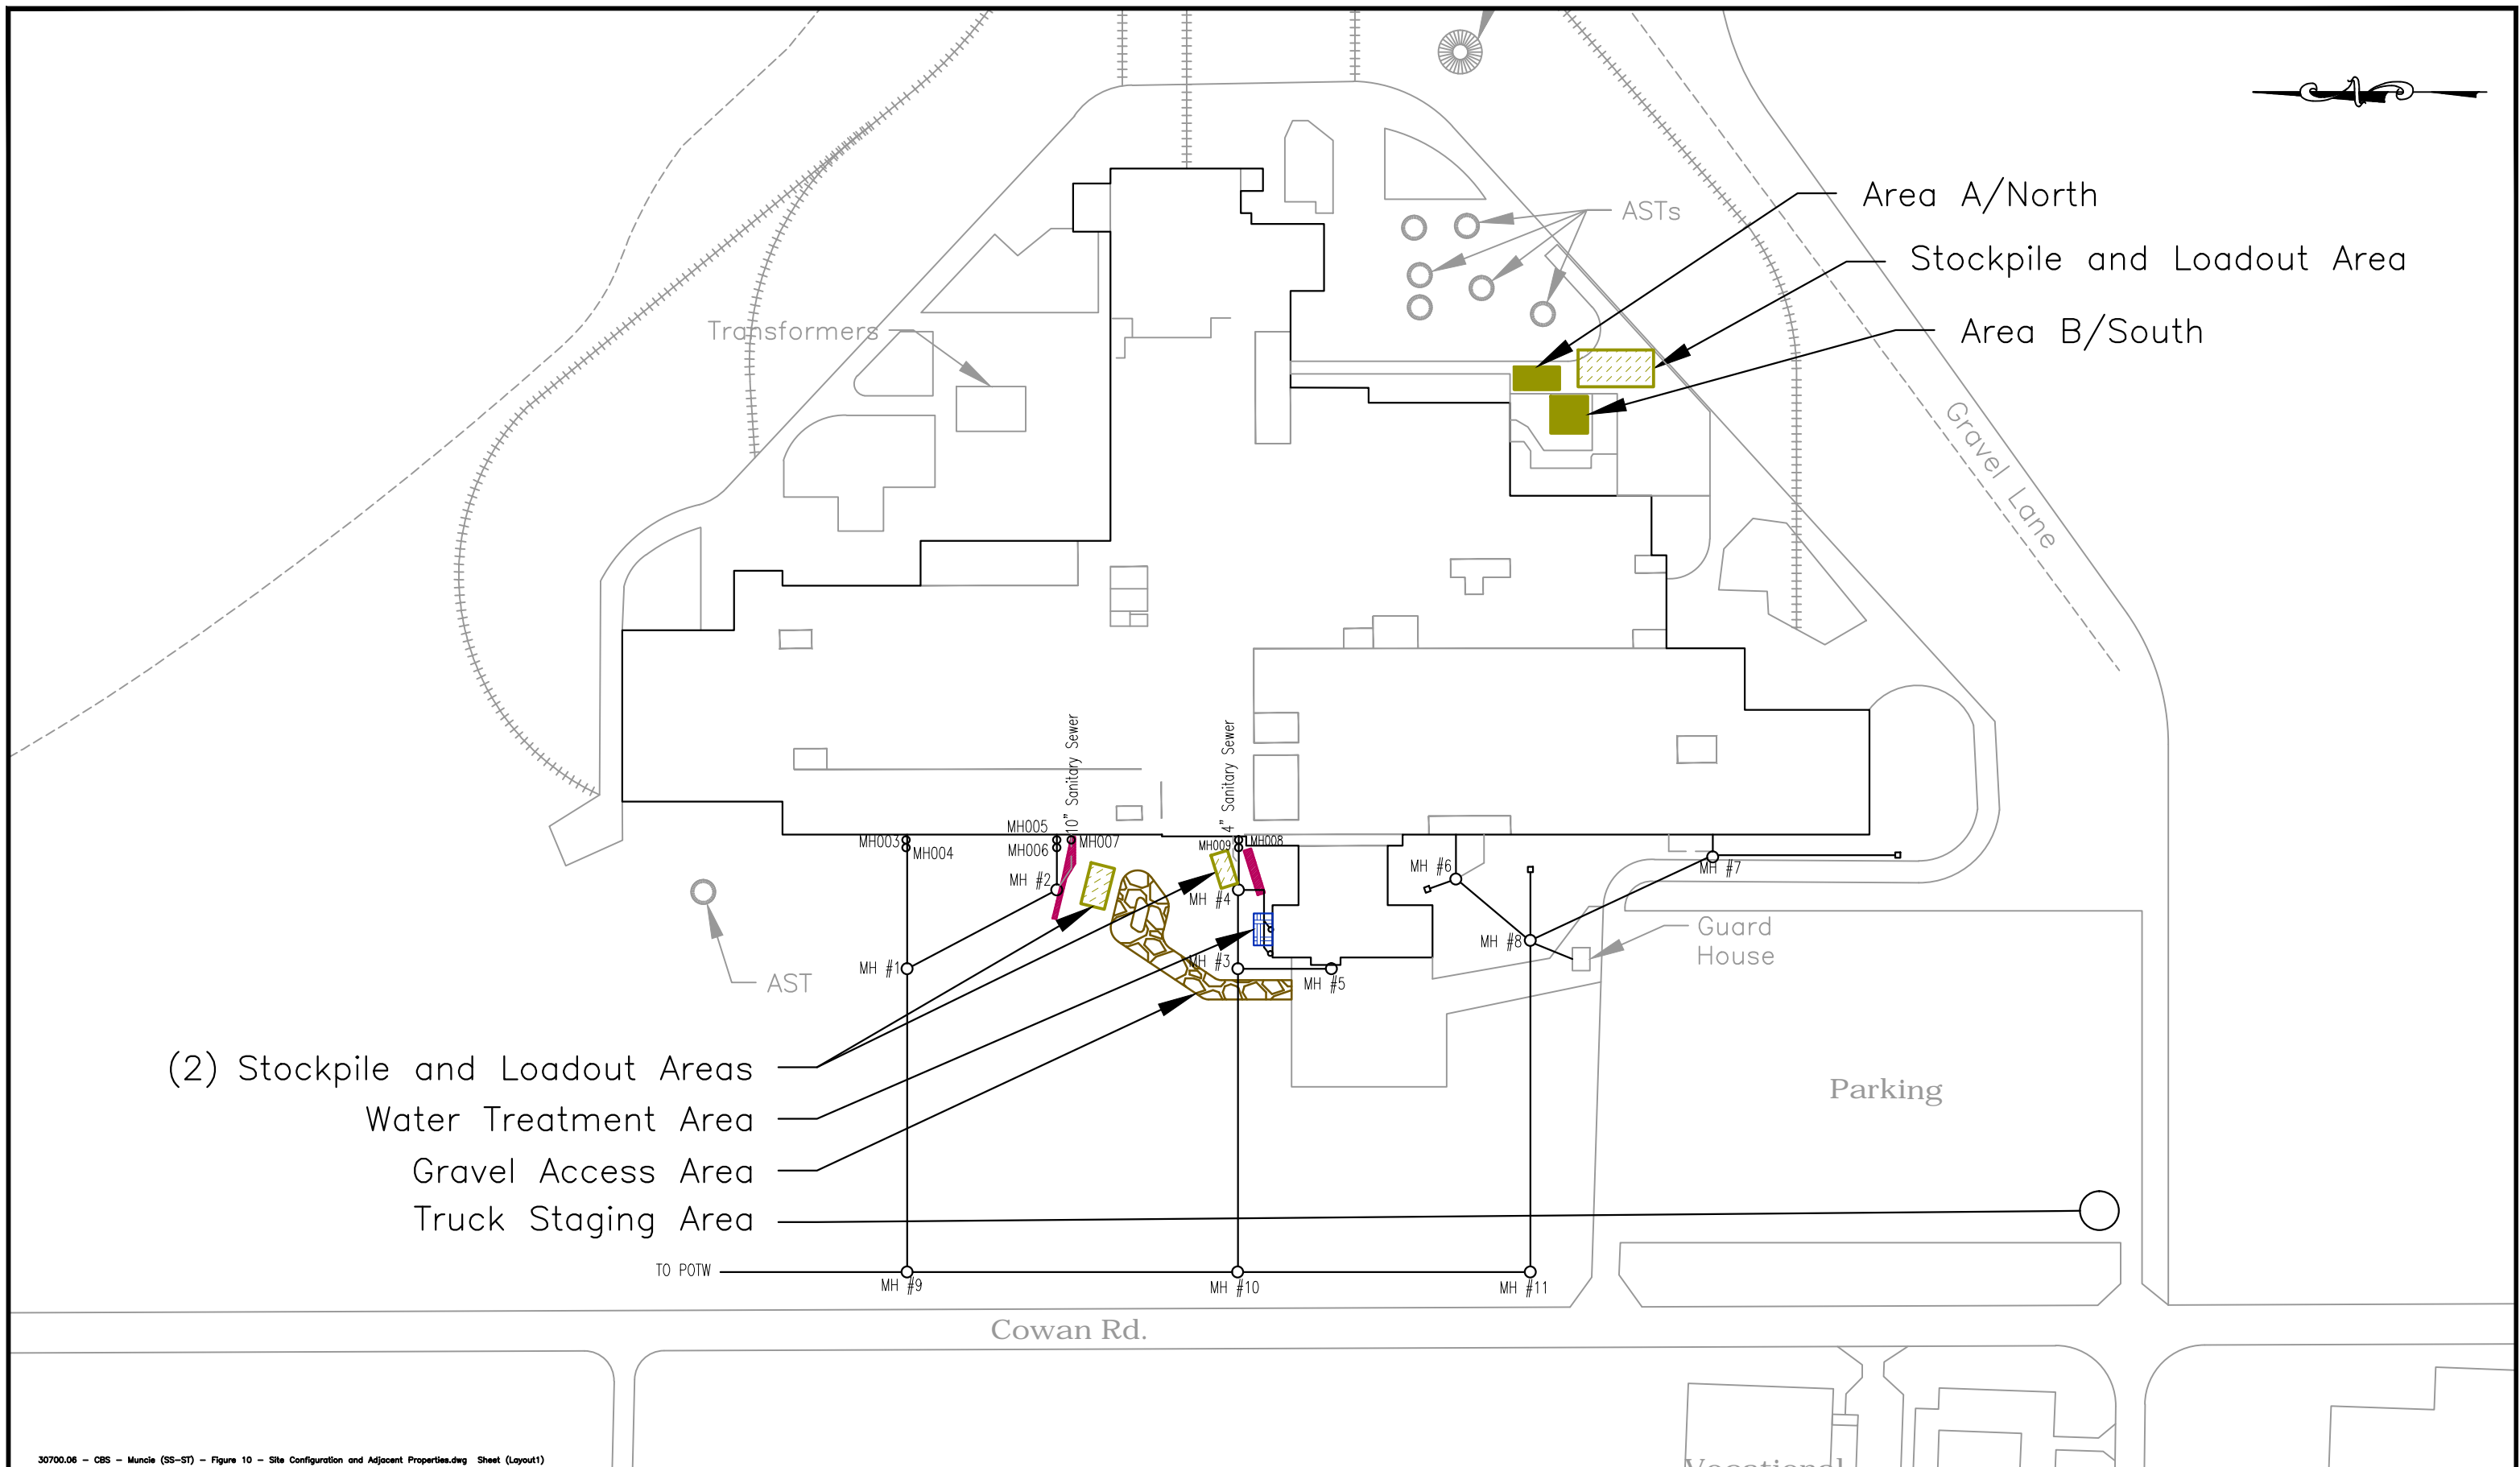 Area A/North
ASTs
Stockpile and Loadout Area
Transformers
Area B/South
Gravel Lane
10" Sanitary Sewer
4" Sanitary Sewer
MH005
MH003
MH007
MH004
MH006
MH009
MH008
MH #2
MH #4
MH #6
MH #7
Guard
House
MH #8
MH #1
MH #3
MH #5
AST
(2) Stockpile and Loadout Areas
Water Treatment Area
Gravel Access Area
Truck Staging Area
Parking
TO POTW
MH #9
MH #10
MH #11
Cowan Rd.
Vocational
30700.06 - CBS - Muncie (SS-ST) - Figure 10 - Site Configuration and Adjacent Properties.dwg Sheet (Layout1)